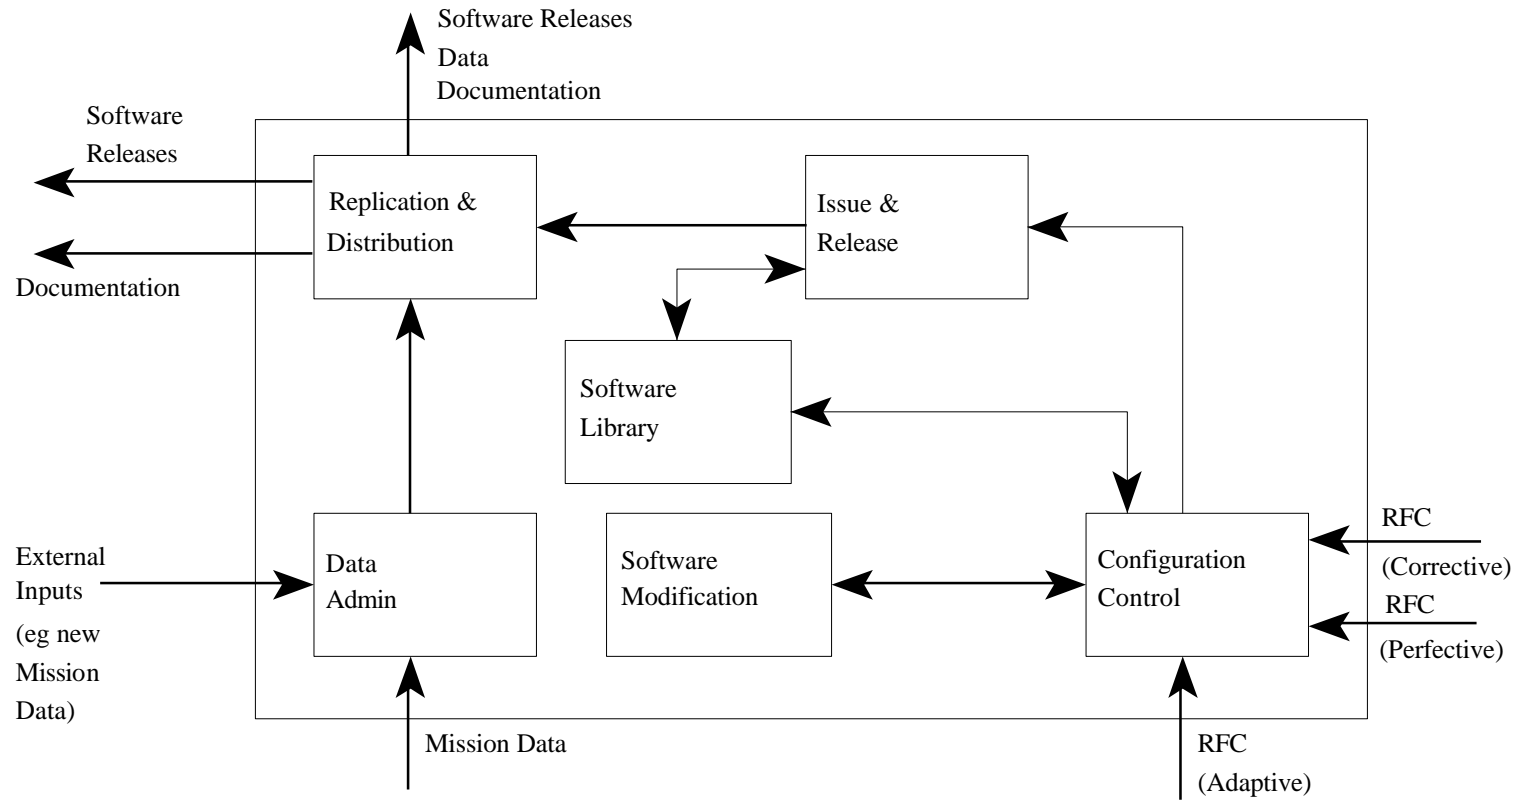 Software Releases
Data
Documentation
Software
Releases
Documentation
Replication &
Distribution
Issue &
Release
Software
Library
External
Inputs
(eg new
Mission
Data)
Data
Admin
Software
Modification
Configuration
Control
RFC
(Corrective)
RFC
(Perfective)
Mission Data
RFC
(Adaptive)